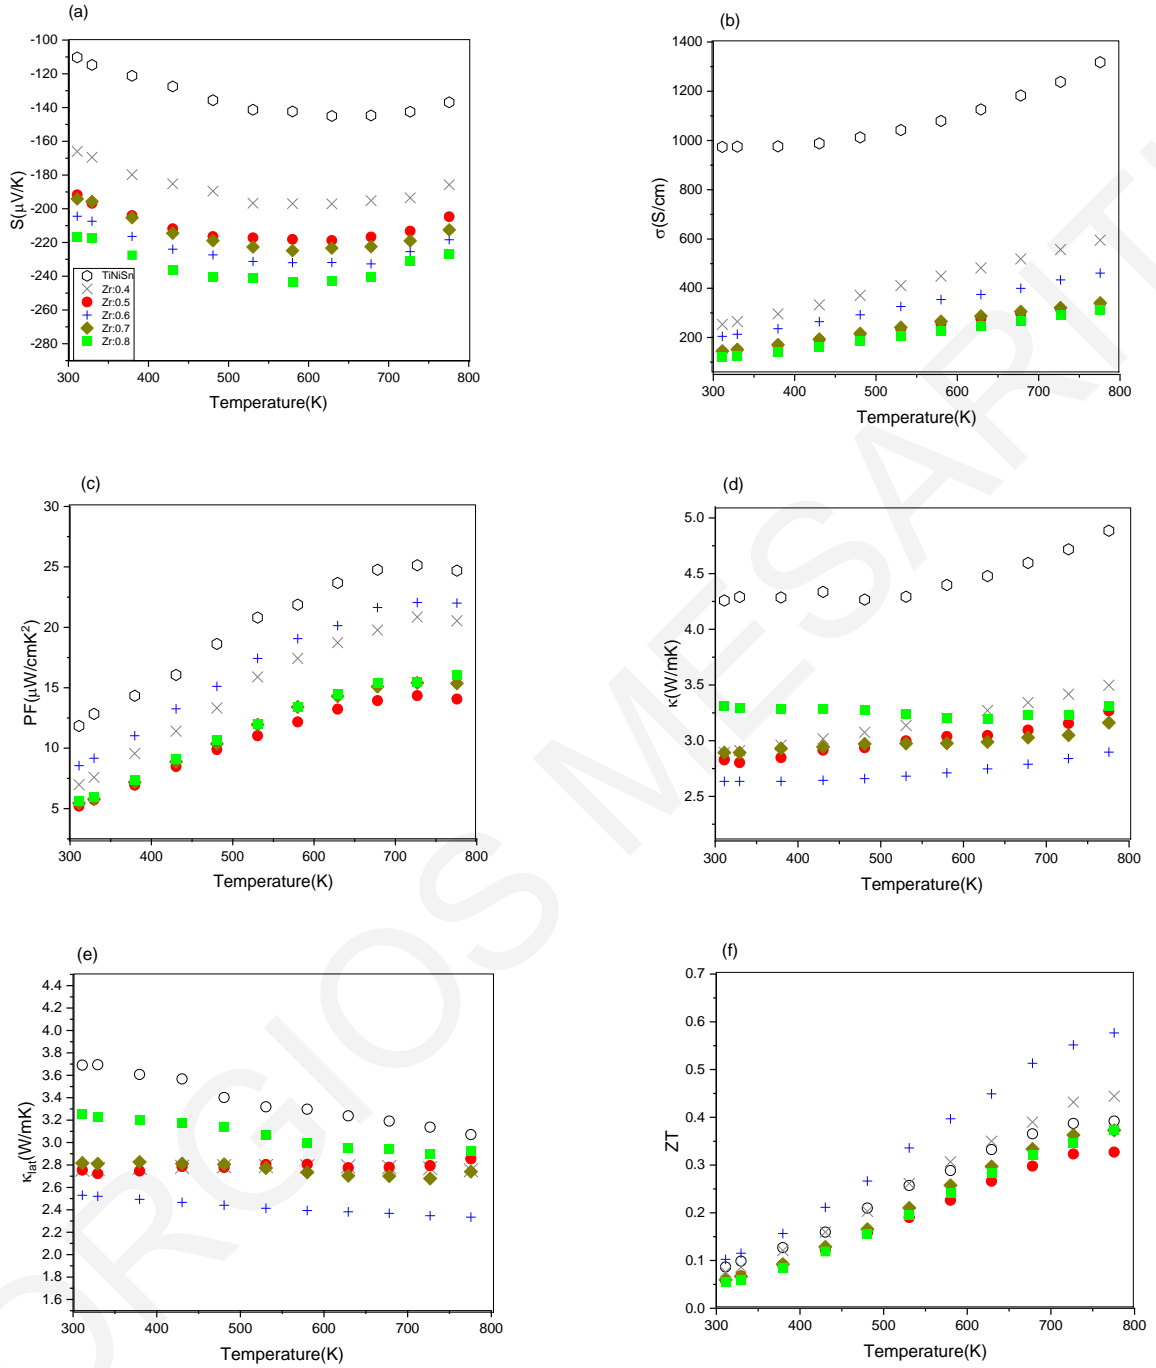 (a)
-100
-120
-140
-160
-180
-200
-220
-240
-260
-280
S(μV/K)
TiNiSn
Zr:0.4
Zr:0.5
Zr:0.6
Zr:0.7
Zr:0.8
300 400 500 600 700 800
Temperature(K)
(b)
1400
1200
1000
800
600
400
200
σ(S/cm)
300 400 500 600 700 800
Temperature(K)
(c)
30
25
20
15
10
5
PF(μW/cmK²)
300 400 500 600 700 800
Temperature(K)
(d)
5.0
4.5
4.0
3.5
3.0
2.5
κ(W/mK)
300 400 500 600 700 800
Temperature(K)
(e)
4.4
4.2
4.0
3.8
3.6
3.4
3.2
3.0
2.8
2.6
2.4
2.2
2.0
1.8
1.6
κlat(W/mK)
300 400 500 600 700 800
Temperature(K)
(f)
0.7
0.6
0.5
0.4
0.3
0.2
0.1
0.0
ZT
300 400 500 600 700 800
Temperature(K)
ORGIOS MESARIT